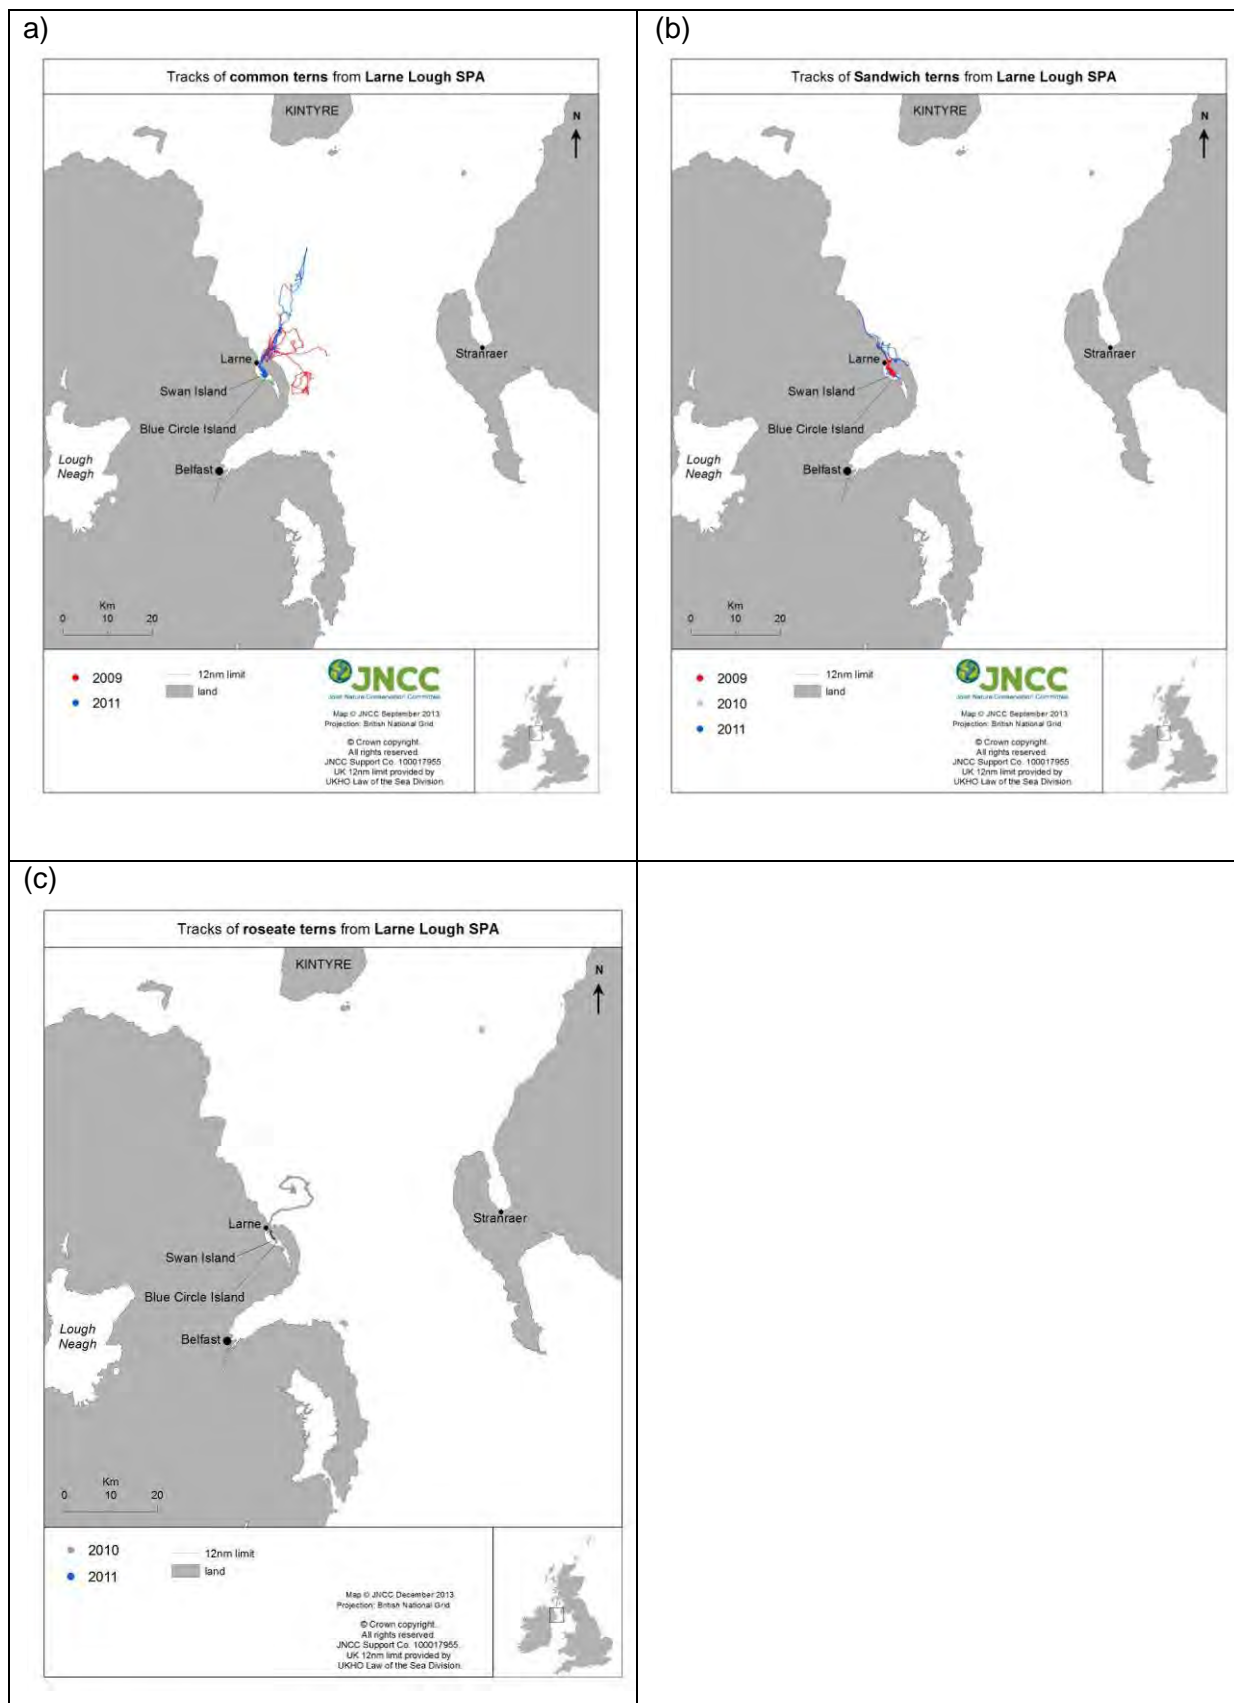 a)
Tracks of common terns from Larne Lough SPA
KINTYRE
N
Larne
Stranraer
Swan Island
Blue Circle Island
Lough
Neagh
Belfast
Km
0 10 20
2009
2011
12nm limit
land
JNCC
Joint Nature Conservation Committee
Map © JNCC September 2013
Projection: British National Grid
© Crown copyright.
All rights reserved.
JNCC Support Co. 100017955
UK 12nm limit provided by
UKHO Law of the Sea Division.
(b)
Tracks of Sandwich terns from Larne Lough SPA
KINTYRE
N
Larne
Stranraer
Swan Island
Blue Circle Island
Lough
Neagh
Belfast
Km
0 10 20
2009
2010
2011
12nm limit
land
JNCC
Joint Nature Conservation Committee
Map © JNCC September 2013
Projection: British National Grid
© Crown copyright.
All rights reserved.
JNCC Support Co. 100017955
UK 12nm limit provided by
UKHO Law of the Sea Division.
(c)
Tracks of roseate terns from Larne Lough SPA
KINTYRE
N
Larne
Stranraer
Swan Island
Blue Circle Island
Lough
Neagh
Belfast
Km
0 10 20
2010
2011
12nm limit
land
Map © JNCC December 2013
Projection: British National Grid
© Crown copyright.
All rights reserved.
JNCC Support Co. 100017955.
UK 12nm limit provided by
UKHO Law of the Sea Division.